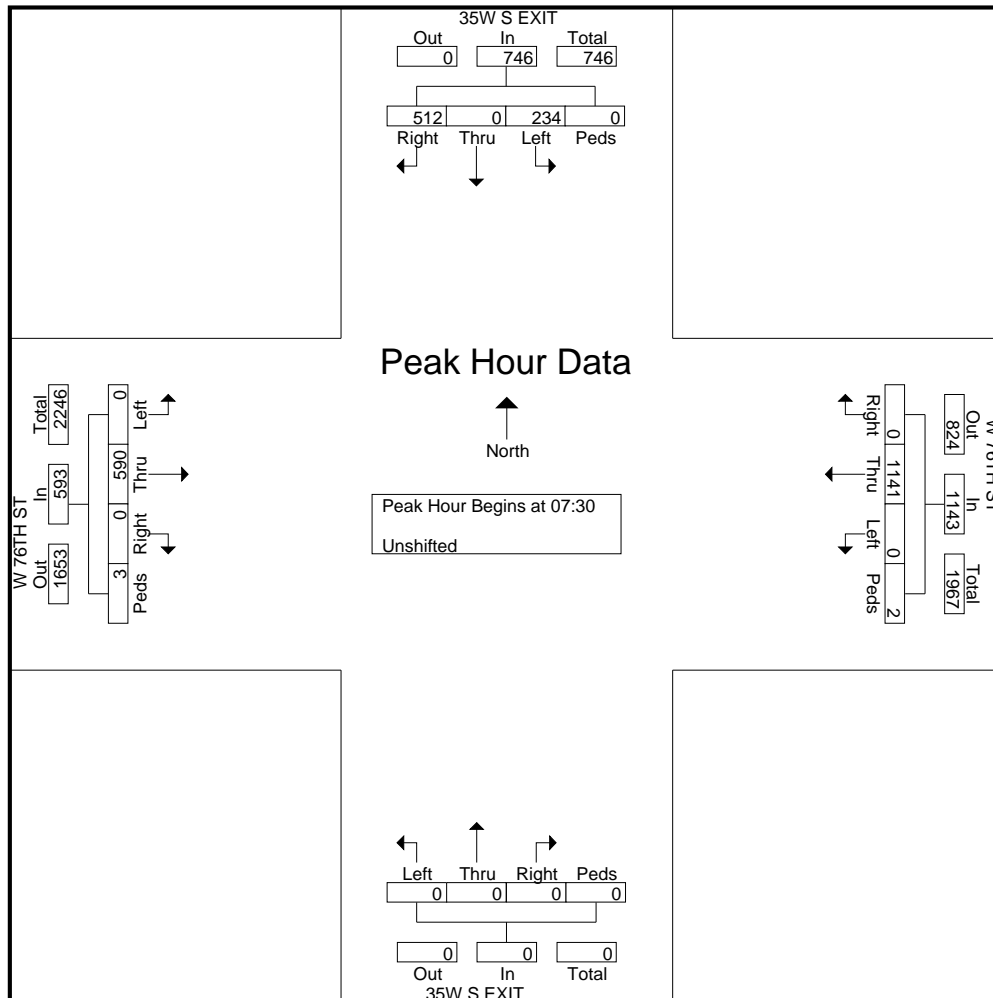 35W S EXIT
Out In Total
0 746 746
512 0 234 0
Right Thru Left Peds
Peak Hour Data
North
Peak Hour Begins at 07:30
Unshifted
W 76TH ST
Out In Total
1653 593 2246
0 590 0 3
Left Thru Right Peds
W 76TH ST
Out In Total
824 1143 1967
0 1141 0 2
Right Thru Left Peds
Left Thru Right Peds
0 0 0 0
0 0 0
Out In Total
35W S EXIT